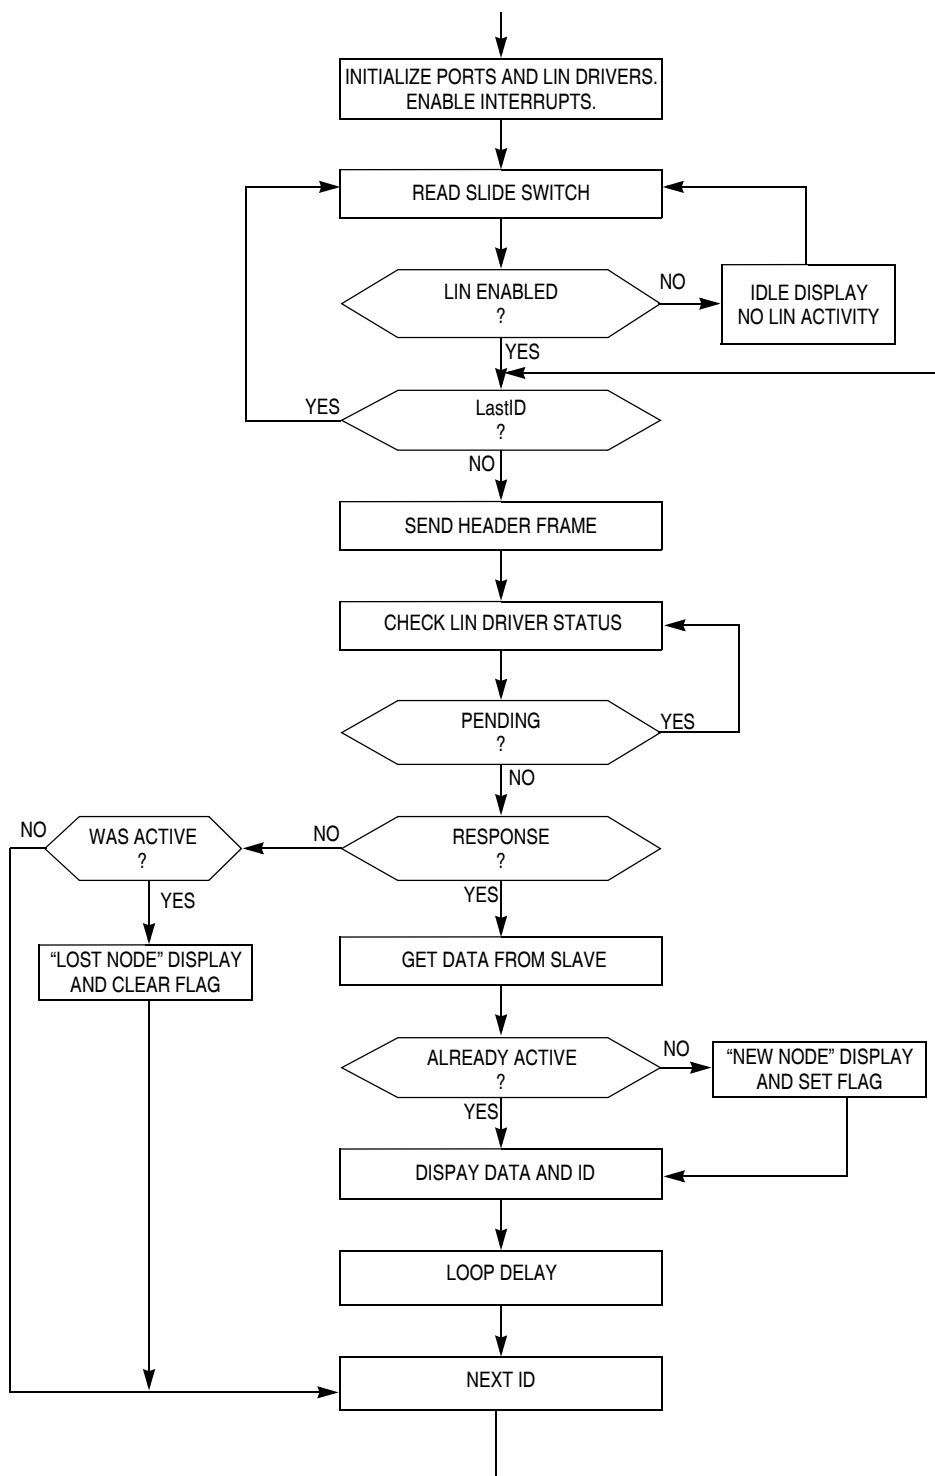 INITIALIZE PORTS AND LIN DRIVERS.
ENABLE INTERRUPTS.
READ SLIDE SWITCH
LIN ENABLED
?
NO
IDLE DISPLAY
NO LIN ACTIVITY
YES
YES
LastID
?
NO
SEND HEADER FRAME
CHECK LIN DRIVER STATUS
PENDING
?
YES
NO
NO
WAS ACTIVE
?
NO
RESPONSE
?
YES
YES
“LOST NODE” DISPLAY
AND CLEAR FLAG
GET DATA FROM SLAVE
ALREADY ACTIVE
?
NO
“NEW NODE” DISPLAY
AND SET FLAG
YES
DISPAY DATA AND ID
LOOP DELAY
NEXT ID